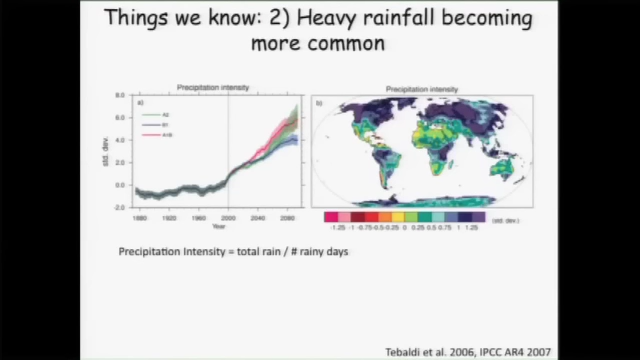 Things we know: 2) Heavy rainfall becoming
more common
Precipitation intensity
Precipitation intensity
a)
b)
8.0
6.0
4.0
2.0
0.0
-2.0
std. dev.
A2
B1
A1B
1880 1920 1960 2000 2040 2080
Year
-1.25 -1 -0.75 -0.5 -0.25 0 0.25 0.5 0.75 1 1.25
(std. dev.)
Precipitation Intensity = total rain / # rainy days
Tebaldi et al. 2006, IPCC AR4 2007